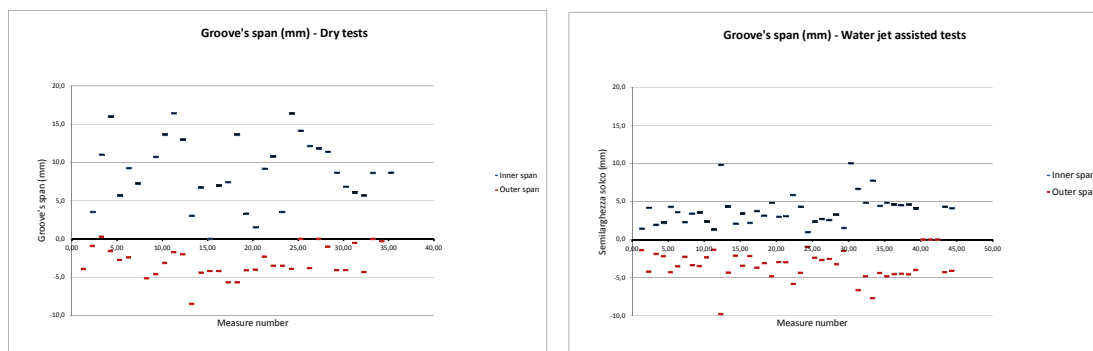 Groove's span (mm) - Dry tests
20,0
15,0
10,0
5,0
0,0
-5,0
-10,0
0,00 5,00 10,00 15,00 20,00 25,00 30,00 35,00 40,00
Groove's span (mm)
Measure number
Inner span
Outer span
Groove's span (mm) - Water jet assisted tests
20,0
15,0
10,0
5,0
0,0
-5,0
-10,0
0,00 5,00 10,00 15,00 20,00 25,00 30,00 35,00 40,00 45,00 50,00
Semilarghezza solco (mm)
Measure number
Inner span
Outer span